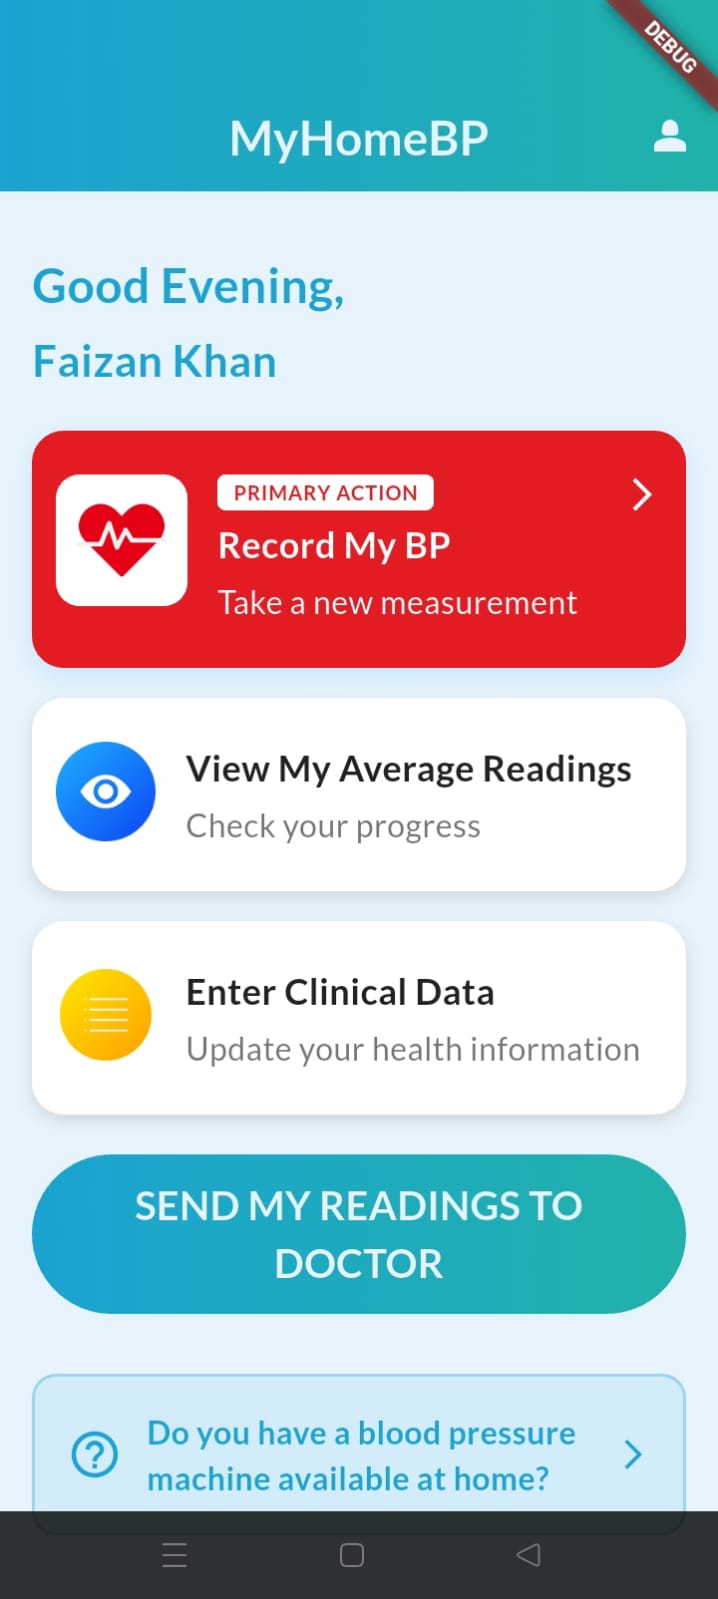 DEBUG
MyHomeBP
Good Evening,
Faizan Khan
PRIMARY ACTION
Record My BP
Take a new measurement
View My Average Readings
Check your progress
Enter Clinical Data
Update your health information
SEND MY READINGS TO
DOCTOR
Do you have a blood pressure
machine available at home?